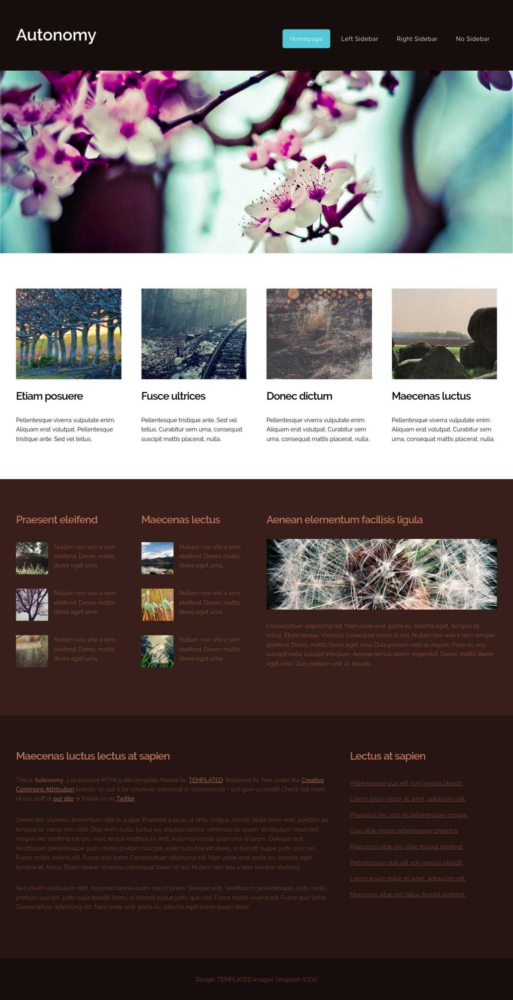 Autonomy
Homepage
Left Sidebar
Right Sidebar
No Sidebar
Etiam posuere
Pellentesque viverra vulputate enim.
Aliquam erat volutpat. Pellentesque
tristique ante. Sed vel tellus.
Fusce ultrices
Pellentesque tristique ante. Sed vel
tellus. Curabitur sem urna, consequat
suscipit mattis placerat, nulla.
Donec dictum
Pellentesque viverra vulputate enim.
Aliquam erat volutpat. Curabitur sem
urna, consequat mattis placerat, nulla.
Maecenas luctus
Pellentesque viverra vulputate enim.
Aliquam erat volutpat. Curabitur sem
urna, consequat mattis placerat, nulla.
Praesent eleifend
Nullam non wisi a sem
eleifend. Donec mattis
libero eget urna.
Nullam non wisi a sem
eleifend. Donec mattis
libero eget urna.
Nullam non wisi a sem
eleifend. Donec mattis
libero eget urna.
Maecenas lectus
Nullam non wisi a sem
eleifend. Donec mattis
libero eget urna.
Nullam non wisi a sem
eleifend. Donec mattis
libero eget urna.
Nullam non wisi a sem
eleifend. Donec mattis
libero eget urna.
Aenean elementum facilisis ligula
Consectetuer adipiscing elit. Nam pede erat, porta eu, lobortis eget, tempus et,
tellus. Etiam neque. Vivamus consequat lorem at nisl. Nullam non wisi a sem semper
eleifend. Donec mattis libero eget urna. Duis pretium velit ac mauris. Proin eu wisi
suscipit nulla suscipit interdum. Aenean lectus lorem, imperdiet. Donec mattis libero
eget urna. Duis pretium velit ac mauris.
Maecenas luctus lectus at sapien
This is Autonomy, a responsive HTML5 site template freebie by TEMPLATED. Released for free under the Creative
Commons Attribution license, so use it for whatever (personal or commercial) – just give us credit! Check out more
of our stuff at our site or follow us on Twitter.
Donec leo. Vivamus fermentum nibh in augue. Praesent a lacus at urna congue rutrum. Nulla enim eros, porttitor eu,
tempus id, varius non, nibh. Duis enim nulla, luctus eu, dapibus lacinia, venenatis id, quam. Vestibulum imperdiet,
magna nec eleifend rutrum, nunc lectus vestibulum velit, euismod lacinia quam nisl id lorem. Quisque erat.
Vestibulum pellentesque, justo mollis pretium suscipit, justo nulla blandit libero, in blandit augue justo quis nisl.
Fusce mattis viverra elit. Fusce quis tortor. Consectetuer adipiscing elit. Nam pede erat, porta eu, lobortis eget,
tempus et, tellus. Etiam neque. Vivamus consequat lorem at nisl. Nullam non wisi a sem semper eleifend.
Sed etiam vestibulum velit, euismod lacinia quam nisl id lorem. Quisque erat. Vestibulum pellentesque, justo mollis
pretium suscipit, justo nulla blandit libero, in blandit augue justo quis nisl. Fusce mattis viverra elit. Fusce quis tortor.
Consectetuer adipiscing elit. Nam pede erat, porta eu, lobortis eget lorem ipsum dolor.
Lectus at sapien
Pellentesque quis elit non gravida blandit.
Lorem ipsum dolor sit amet, adipiscing elit.
Phasellus nec erat sit pellentesque congue.
Cras vitae metus pellentesque pharetra.
Maecenas vitae orci vitae feugiat eleifend.
Pellentesque quis elit non gravida blandit.
Lorem ipsum dolor sit amet, adipiscing elit.
Maecenas vitae orci tellus feugiat eleifend.
Design: TEMPLATED Images: Unsplash (CC0)